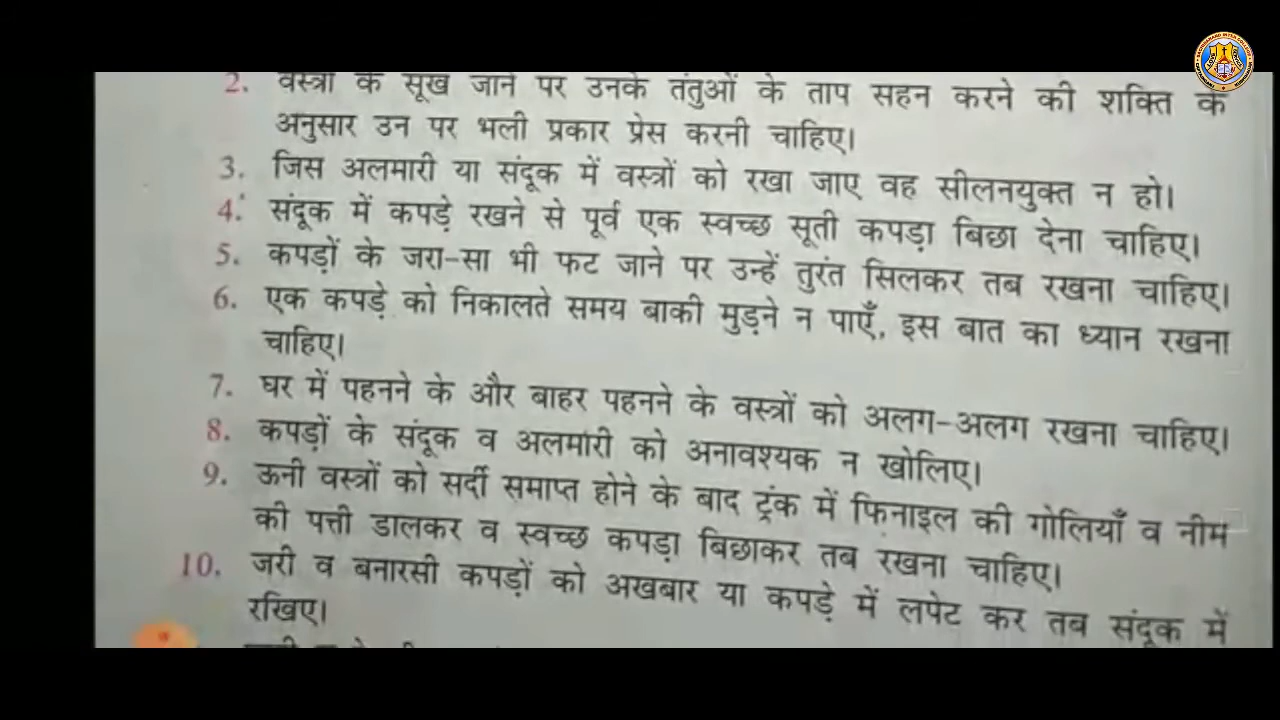 2. वस्त्रों के सूख जाने पर उनके तंतुओं के ताप सहन करने की शक्ति के
अनुसार उन पर भली प्रकार प्रेस करनी चाहिए।
3. जिस अलमारी या संदूक में वस्त्रों को रखा जाए वह सीलनयुक्त न हो।
4. संदूक में कपड़े रखने से पूर्व एक स्वच्छ सूती कपड़ा बिछा देना चाहिए।
5. कपड़ों के जरा-सा भी फट जाने पर उन्हें तुरंत सिलकर तब रखना चाहिए।
6. एक कपड़े को निकालते समय बाकी मुड़ने न पाएँ, इस बात का ध्यान रखना
चाहिए।
7. घर में पहनने के और बाहर पहनने के वस्त्रों को अलग-अलग रखना चाहिए।
8. कपड़ों के संदूक व अलमारी को अनावश्यक न खोलिए।
9. ऊनी वस्त्रों को सर्दी समाप्त होने के बाद ट्रंक में फिनाइल की गोलियाँ व नीम
की पत्ती डालकर व स्वच्छ कपड़ा बिछाकर तब रखना चाहिए।
10. जरी व बनारसी कपड़ों को अखबार या कपड़े में लपेट कर तब संदूक में
रखिए।